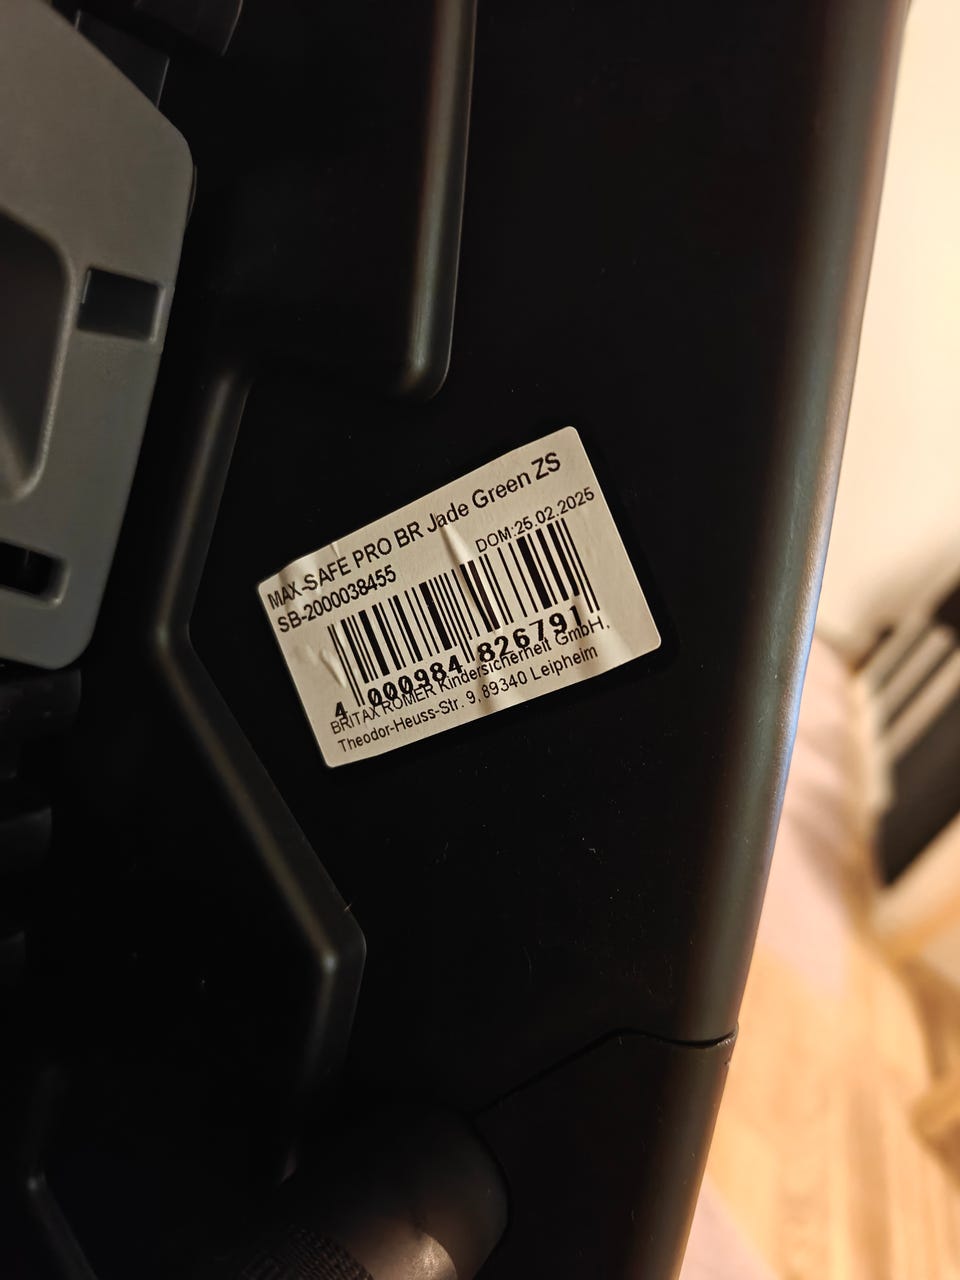 MAX-SAFE PRO BR Jade Green ZS
SB-2000038455
DOM:25.02.2025
4 000984 826791
BRITAX RÖMER Kindersicherheit GmbH,
Theodor-Heuss-Str. 9, 89340 Leipheim